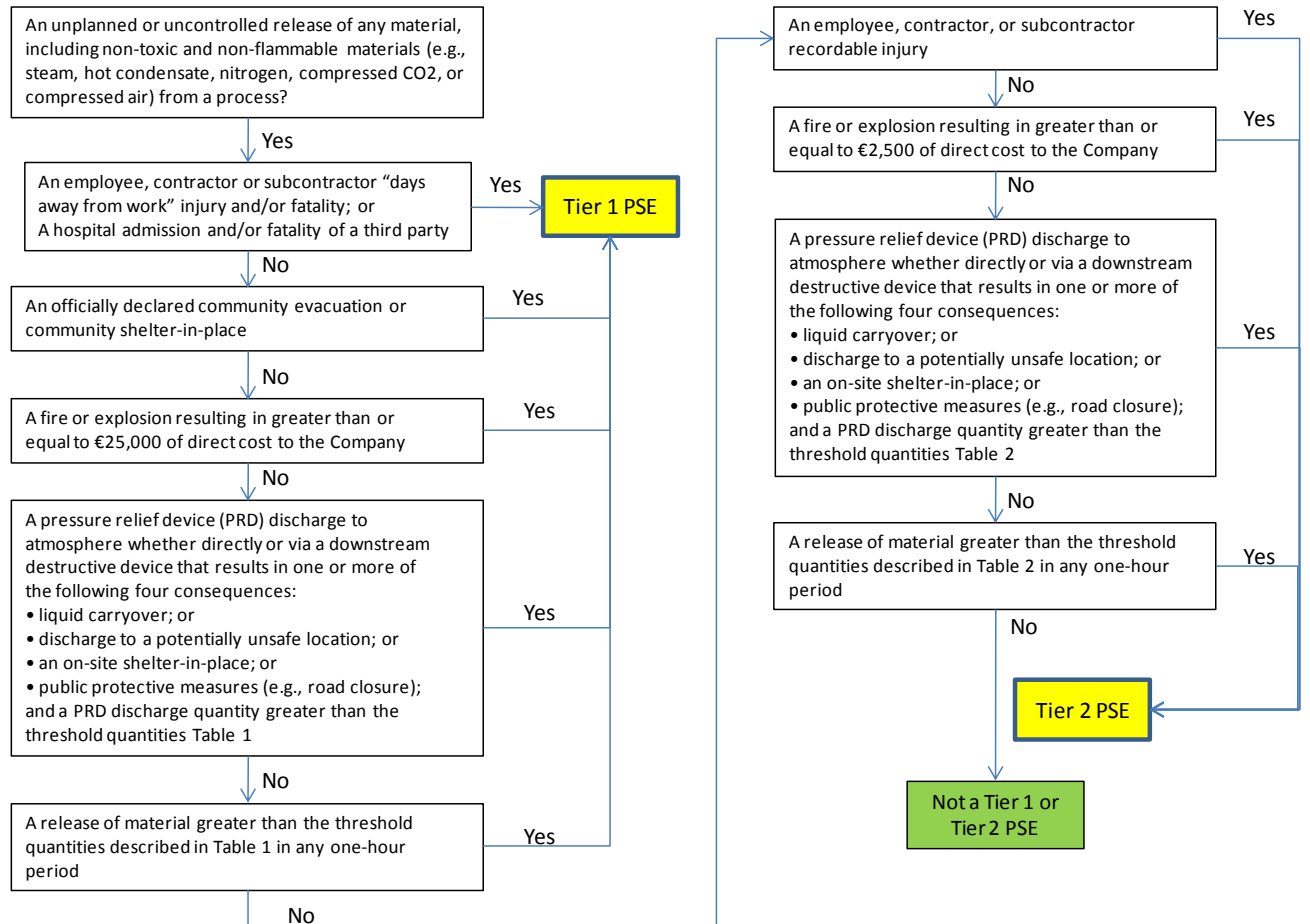 An unplanned or uncontrolled release of any material,
including non-toxic and non-flammable materials (e.g.,
steam, hot condensate, nitrogen, compressed CO2, or
compressed air) from a process?
Yes
An employee, contractor or subcontractor “days
away from work” injury and/or fatality; or
A hospital admission and/or fatality of a third party
Yes
Tier 1 PSE
No
An officially declared community evacuation or
community shelter-in-place
Yes
No
A fire or explosion resulting in greater than or
equal to €25,000 of direct cost to the Company
Yes
No
A pressure relief device (PRD) discharge to
atmosphere whether directly or via a downstream
destructive device that results in one or more of
the following four consequences:
• liquid carryover; or
• discharge to a potentially unsafe location; or
• an on-site shelter-in-place; or
• public protective measures (e.g., road closure);
and a PRD discharge quantity greater than the
threshold quantities Table 1
Yes
No
A release of material greater than the threshold
quantities described in Table 1 in any one-hour
period
Yes
No
An employee, contractor, or subcontractor
recordable injury
Yes
No
A fire or explosion resulting in greater than or
equal to €2,500 of direct cost to the Company
Yes
No
A pressure relief device (PRD) discharge to
atmosphere whether directly or via a downstream
destructive device that results in one or more of
the following four consequences:
• liquid carryover; or
• discharge to a potentially unsafe location; or
• an on-site shelter-in-place; or
• public protective measures (e.g., road closure);
and a PRD discharge quantity greater than the
threshold quantities Table 2
Yes
No
A release of material greater than the threshold
quantities described in Table 2 in any one-hour
period
Yes
No
Tier 2 PSE
Not a Tier 1 or
Tier 2 PSE